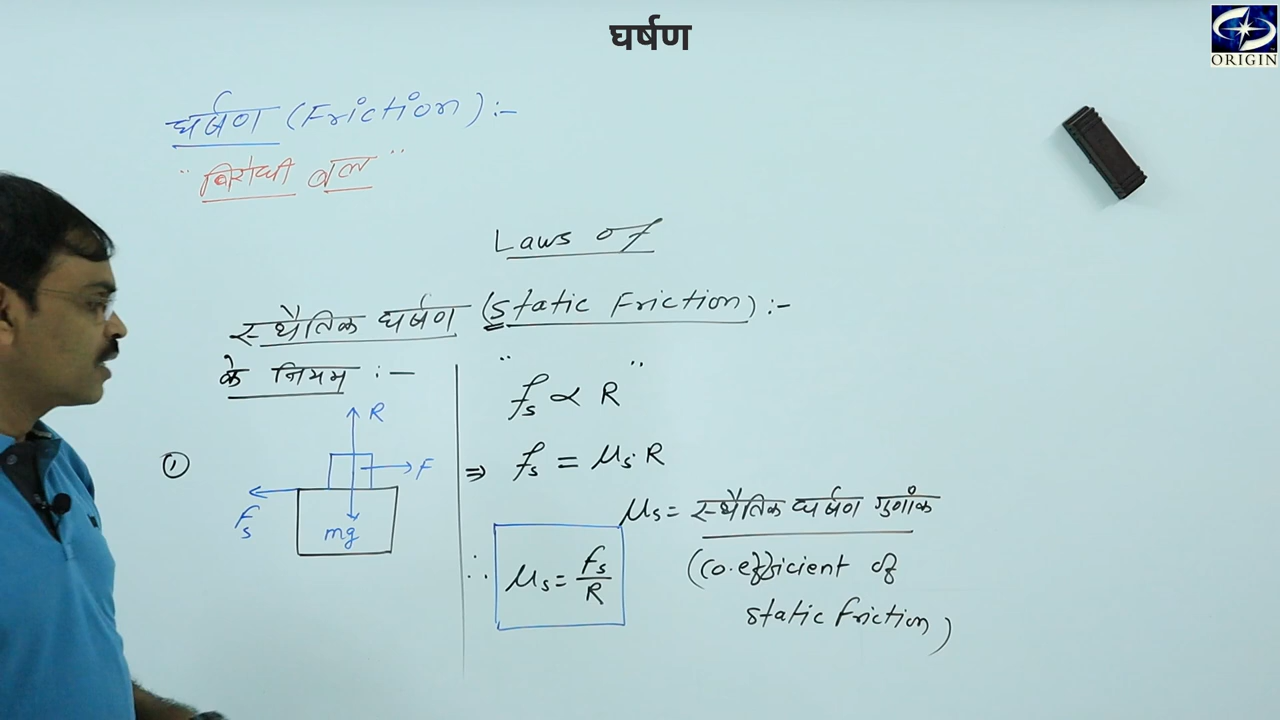 घर्षण
ORIGIN
घर्षण (Friction) :-
"विरोधी बल"
Laws of
स्थैतिक घर्षण (Static Friction) :-
के नियम :-
"fs ∝ R"
① R F Fs mg
⇒ fs = μs·R
μs = स्थैतिक घर्षण गुणांक
(Co.efficient of
static friction)
∴ μs = fs/R